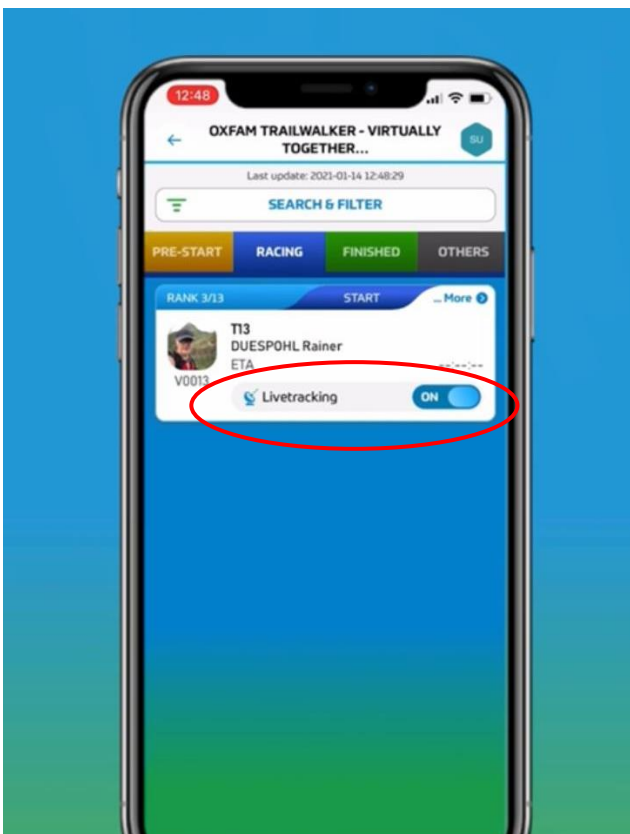 12:48
OXFAM TRAILWALKER - VIRTUALLY
TOGETHER...
SU
Last update: 2021-01-14 12:48:29
SEARCH & FILTER
PRE-START RACING FINISHED OTHERS
RANK 3/13 START ... More
T13
DUESPOHL Rainer
ETA --:--:--
V0013
Livetracking ON